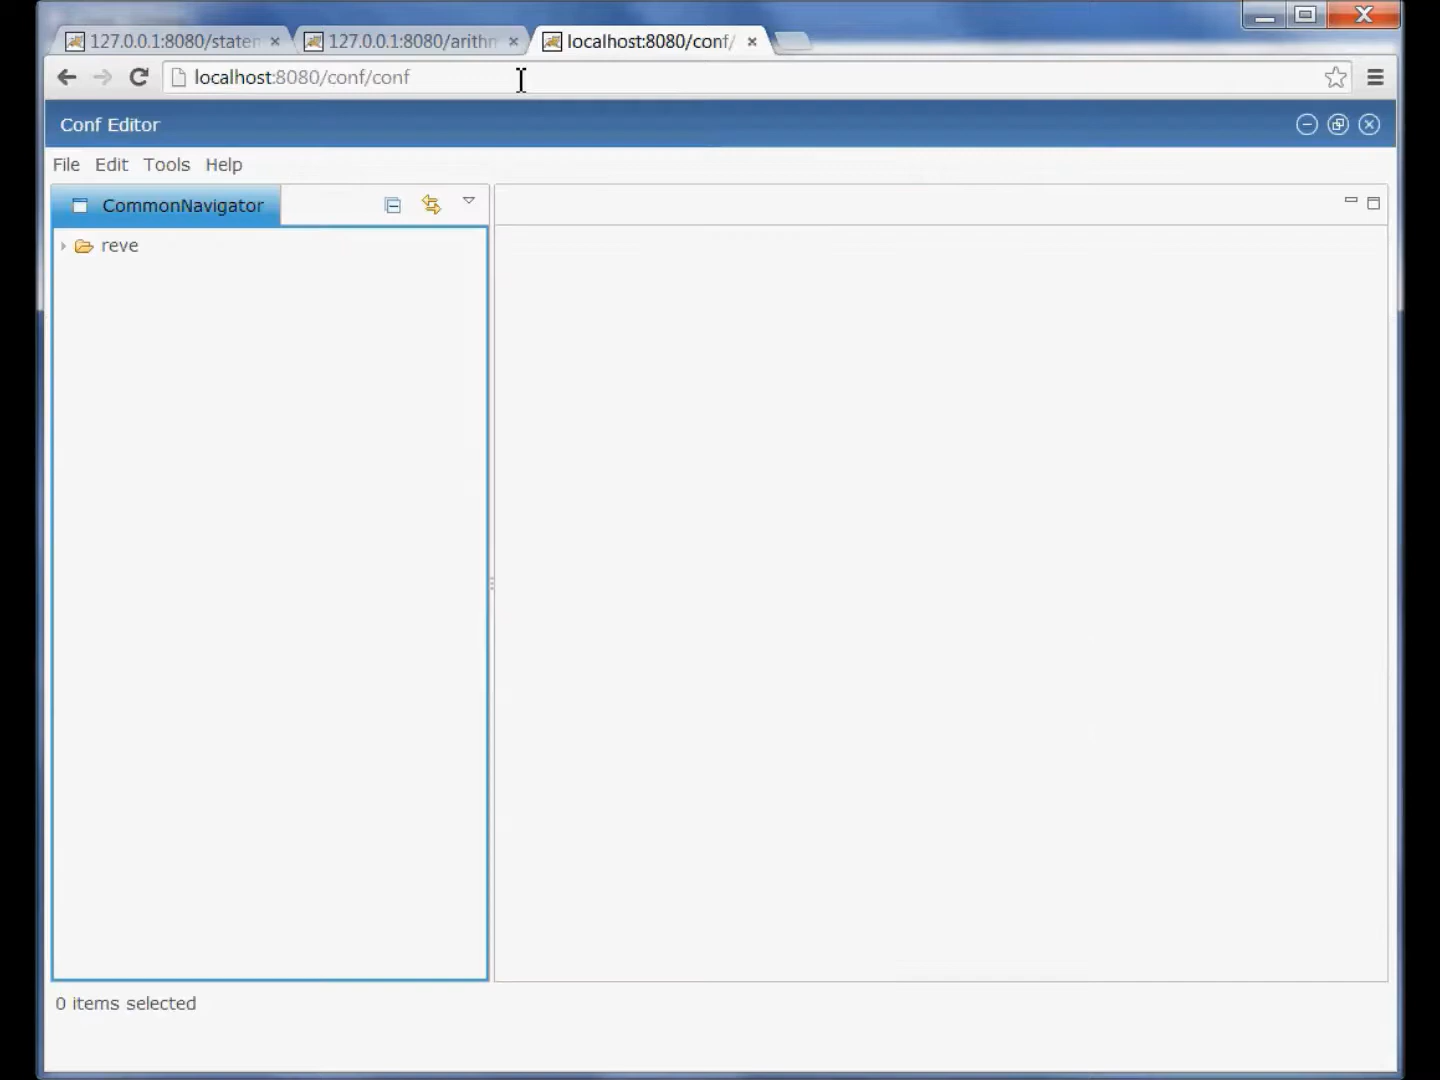 127.0.0.1:8080/staten
127.0.0.1:8080/arithn
localhost:8080/conf/
localhost:8080/conf/conf
Conf Editor
File Edit Tools Help
CommonNavigator
reve
0 items selected